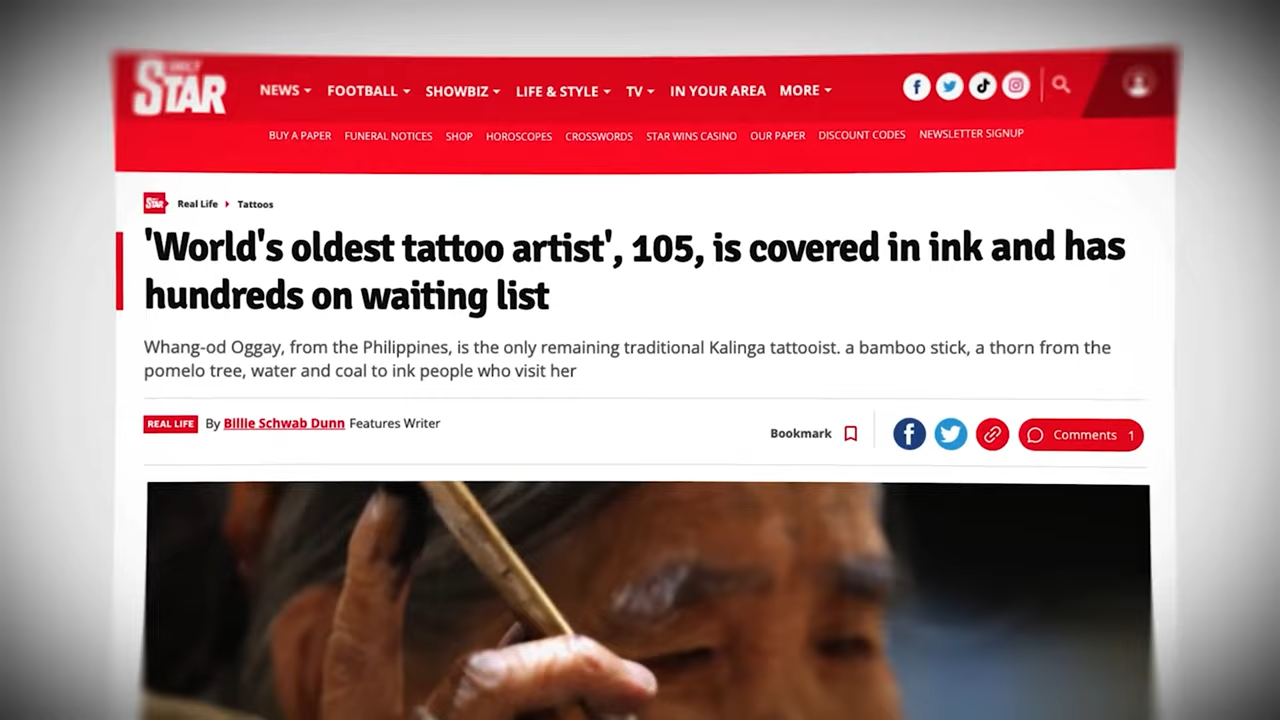 DAILY
STAR
NEWS FOOTBALL SHOWBIZ LIFE & STYLE TV IN YOUR AREA MORE
BUY A PAPER FUNERAL NOTICES SHOP HOROSCOPES CROSSWORDS STAR WINS CASINO OUR PAPER DISCOUNT CODES NEWSLETTER SIGNUP
STAR Real Life Tattoos
'World's oldest tattoo artist', 105, is covered in ink and has
hundreds on waiting list
Whang-od Oggay, from the Philippines, is the only remaining traditional Kalinga tattooist. a bamboo stick, a thorn from the
pomelo tree, water and coal to ink people who visit her
REAL LIFE By Billie Schwab Dunn Features Writer
Bookmark Comments 1